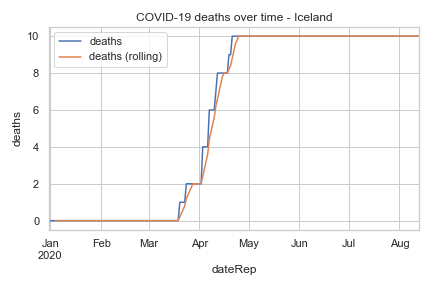 COVID-19 deaths over time - Iceland
deaths
deaths (rolling)
10
8
6
4
2
0
deaths
Jan Feb Mar Apr May Jun Jul Aug
2020
dateRep